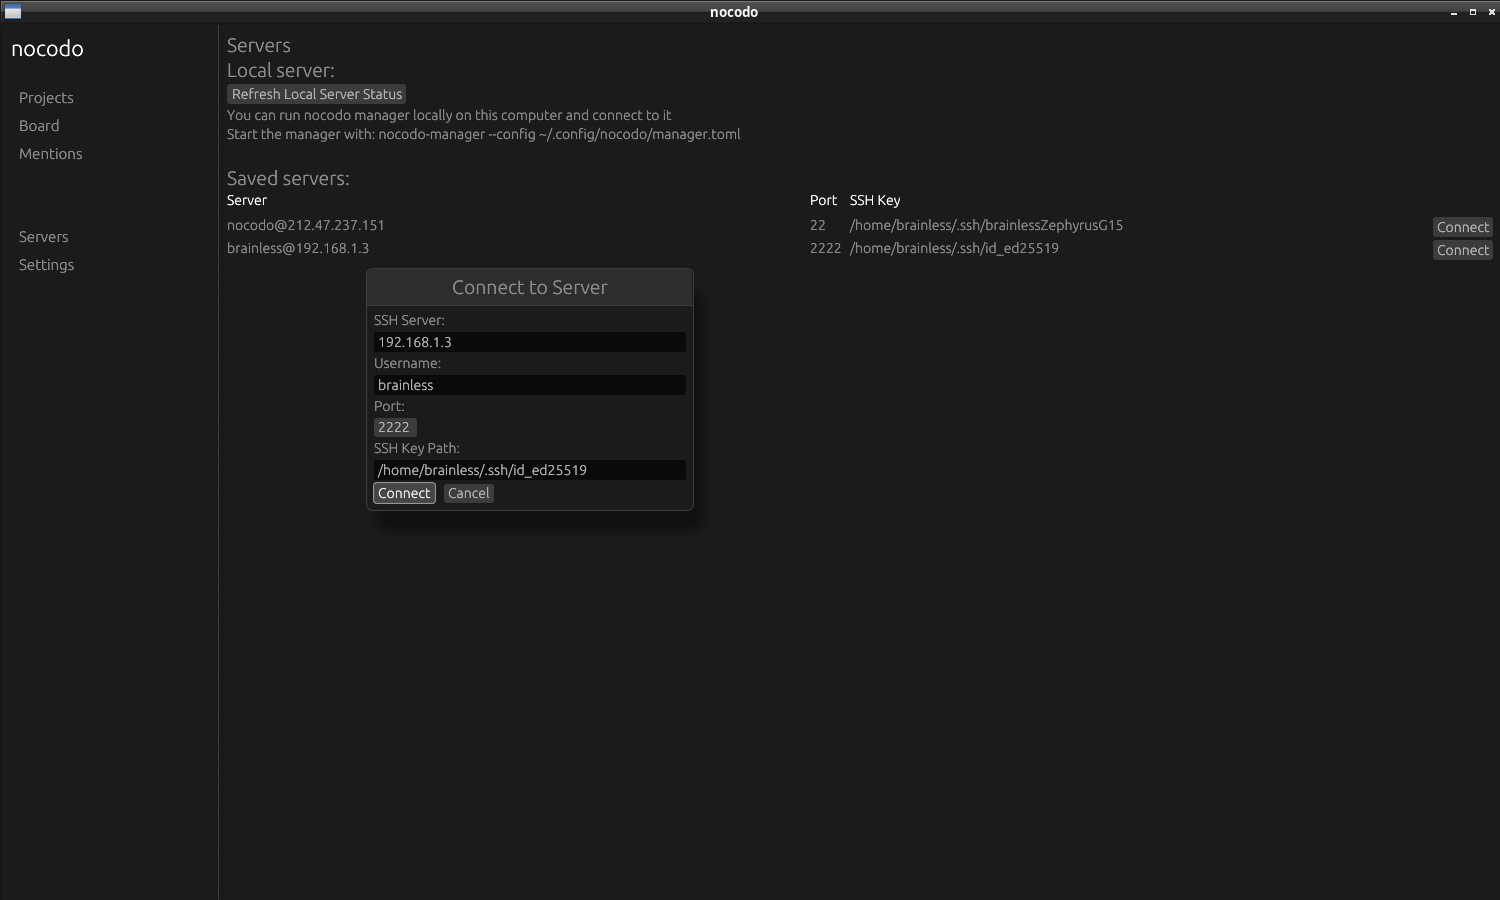 nocodo
nocodo
Projects
Board
Mentions
Servers
Settings
Servers
Local server:
Refresh Local Server Status
You can run nocodo manager locally on this computer and connect to it
Start the manager with: nocodo-manager --config ~/.config/nocodo/manager.toml
Saved servers:
Server Port SSH Key
nocodo@212.47.237.151 22 /home/brainless/.ssh/brainlessZephyrusG15 Connect
brainless@192.168.1.3 2222 /home/brainless/.ssh/id_ed25519 Connect
Connect to Server
SSH Server:
192.168.1.3
Username:
brainless
Port:
2222
SSH Key Path:
/home/brainless/.ssh/id_ed25519
Connect Cancel